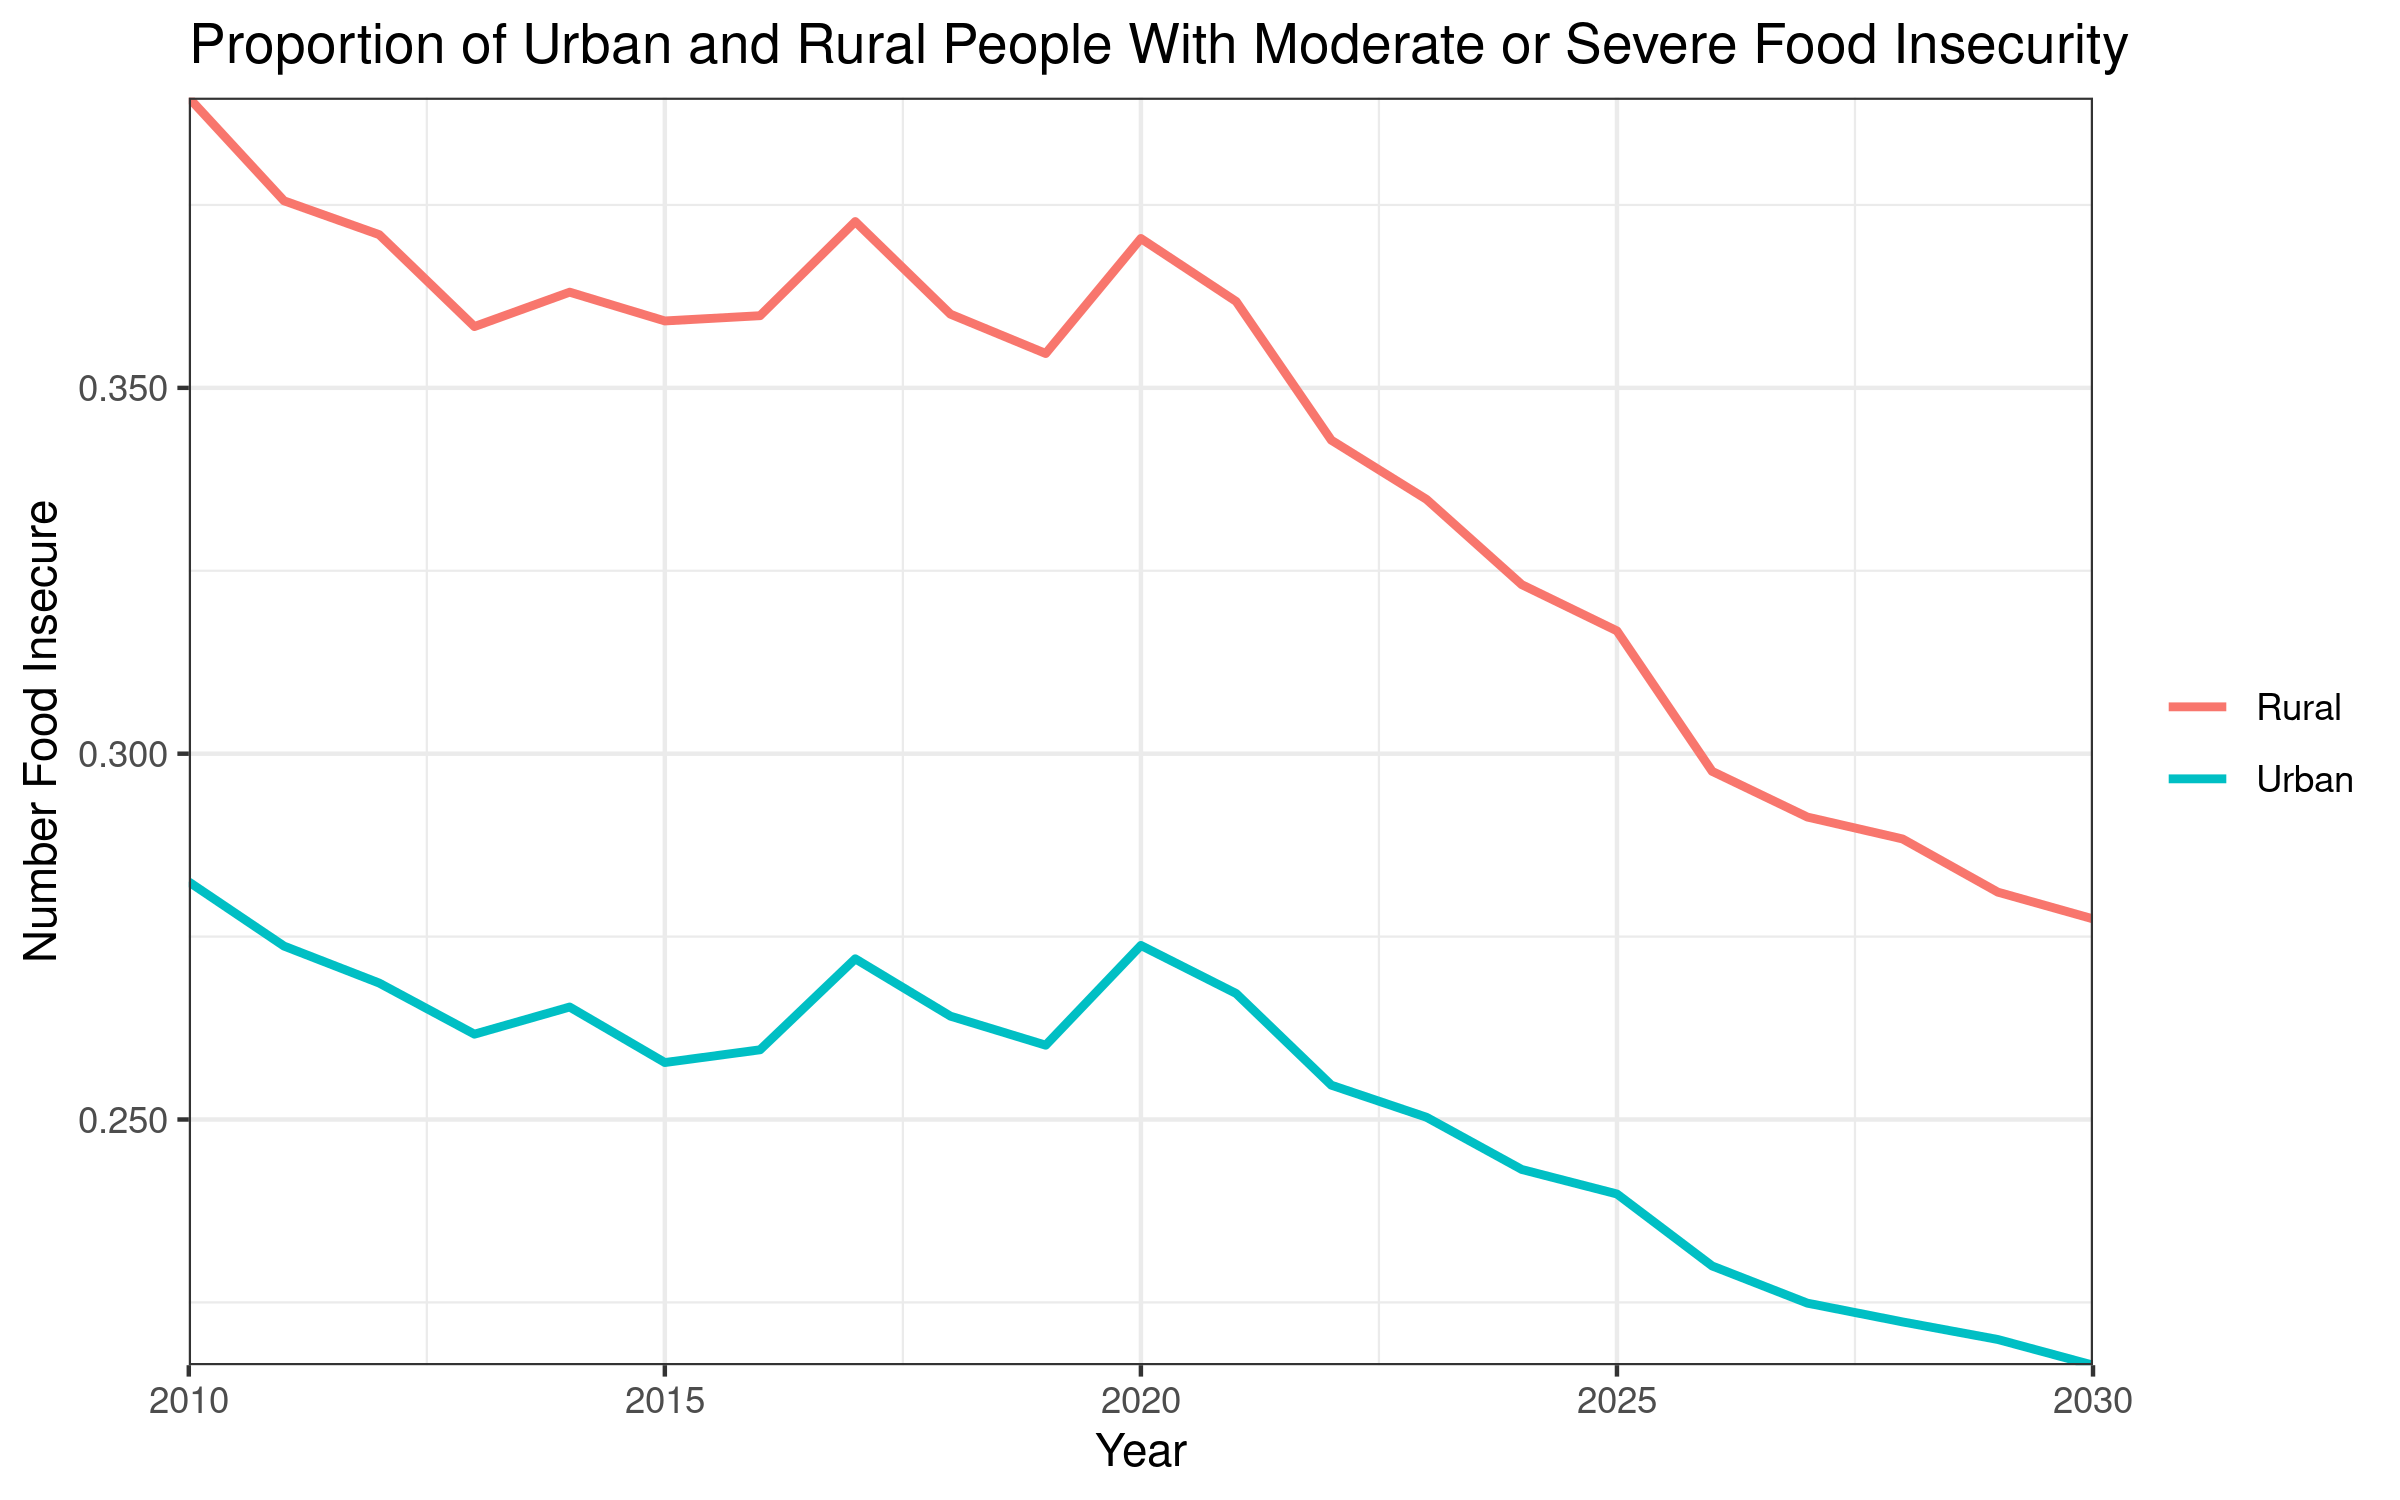 Proportion of Urban and Rural People With Moderate or Severe Food Insecurity
Number Food Insecure
0.350
0.300
0.250
2010
2015
2020
2025
2030
Year
Rural
Urban